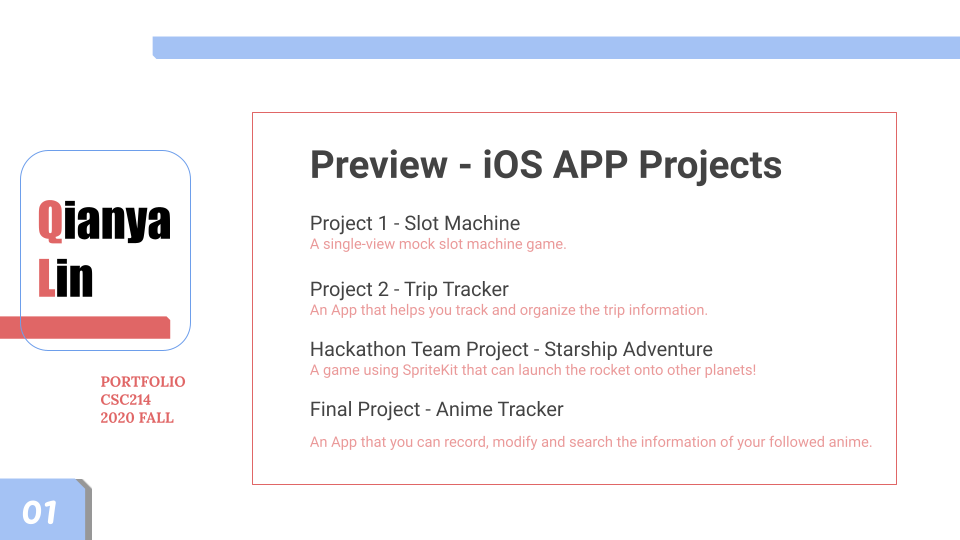 Preview - iOS APP Projects
Qianya
Lin
Project 1 - Slot Machine
A single-view mock slot machine game.
Project 2 - Trip Tracker
An App that helps you track and organize the trip information.
Hackathon Team Project - Starship Adventure
A game using SpriteKit that can launch the rocket onto other planets!
PORTFOLIO
CSC214
2020 FALL
Final Project - Anime Tracker
An App that you can record, modify and search the information of your followed anime.
01